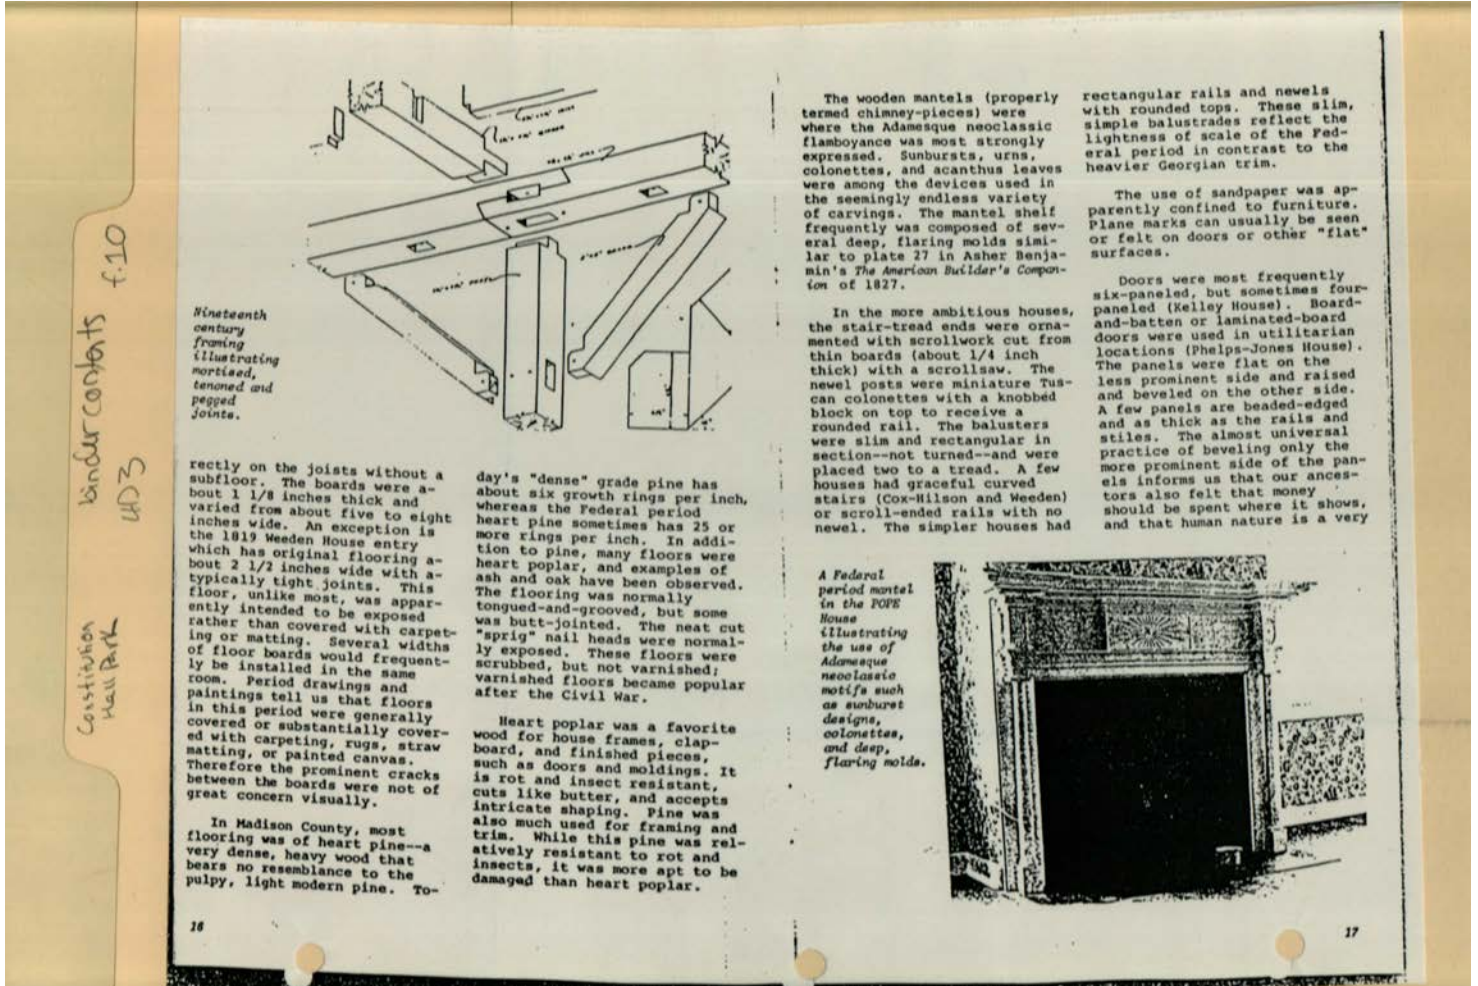 Constitution
Hall Park
binder contents f.10
HD3
Nineteenth
century
framing
illustrating
mortised,
tenoned and
pegged
joints.
rectly on the joists without a
subfloor. The boards were a-
bout 1 1/8 inches thick and
varied from about five to eight
inches wide. An exception is
the 1819 Weeden House entry
which has original flooring a-
bout 2 1/2 inches wide with a-
typically tight joints. This
floor, unlike most, was appar-
ently intended to be exposed
rather than covered with carpet-
ing or matting. Several widths
of floor boards would frequent-
ly be installed in the same
room. Period drawings and
paintings tell us that floors
in this period were generally
covered or substantially cover-
ed with carpeting, rugs, straw
matting, or painted canvas.
Therefore the prominent cracks
between the boards were not of
great concern visually.
In Madison County, most
flooring was of heart pine--a
very dense, heavy wood that
bears no resemblance to the
pulpy, light modern pine. To-
16
day's "dense" grade pine has
about six growth rings per inch,
whereas the Federal period
heart pine sometimes has 25 or
more rings per inch. In addi-
tion to pine, many floors were
heart poplar, and examples of
ash and oak have been observed.
The flooring was normally
tongued-and-grooved, but some
was butt-jointed. The neat cut
"sprig" nail heads were normal-
ly exposed. These floors were
scrubbed, but not varnished;
varnished floors became popular
after the Civil War.
Heart poplar was a favorite
wood for house frames, clap-
board, and finished pieces,
such as doors and moldings. It
is rot and insect resistant,
cuts like butter, and accepts
intricate shaping. Pine was
also much used for framing and
trim. While this pine was rel-
atively resistant to rot and
insects, it was more apt to be
damaged than heart poplar.
The wooden mantels (properly
termed chimney-pieces) were
where the Adamesque neoclassic
flamboyance was most strongly
expressed. Sunbursts, urns,
colonettes, and acanthus leaves
were among the devices used in
the seemingly endless variety
of carvings. The mantel shelf
frequently was composed of sev-
eral deep, flaring molds simi-
lar to plate 27 in Asher Benja-
min's The American Builder's Compan-
ion of 1827.
In the more ambitious houses,
the stair-tread ends were orna-
mented with scrollwork cut from
thin boards (about 1/4 inch
thick) with a scrollsaw. The
newel posts were miniature Tus-
can colonettes with a knobbed
block on top to receive a
rounded rail. The balusters
were slim and rectangular in
section--not turned--and were
placed two to a tread. A few
houses had graceful curved
stairs (Cox-Hilson and Weeden)
or scroll-ended rails with no
newel. The simpler houses had
rectangular rails and newels
with rounded tops. These slim,
simple balustrades reflect the
lightness of scale of the Fed-
eral period in contrast to the
heavier Georgian trim.
The use of sandpaper was ap-
parently confined to furniture.
Plane marks can usually be seen
or felt on doors or other "flat"
surfaces.
Doors were most frequently
six-paneled, but sometimes four-
paneled (Kelley House). Board-
and-batten or laminated-board
doors were used in utilitarian
locations (Phelps-Jones House).
The panels were flat on the
less prominent side and raised
and beveled on the other side.
A few panels are beaded-edged
and as thick as the rails and
stiles. The almost universal
practice of beveling only the
more prominent side of the pan-
els informs us that our ances-
tors also felt that money
should be spent where it shows,
and that human nature is a very
A Federal
period mantel
in the POPE
House
illustrating
the use of
Adamesque
neoclassic
motifs such
as sunburst
designs,
colonettes,
and deep,
flaring molds.
17